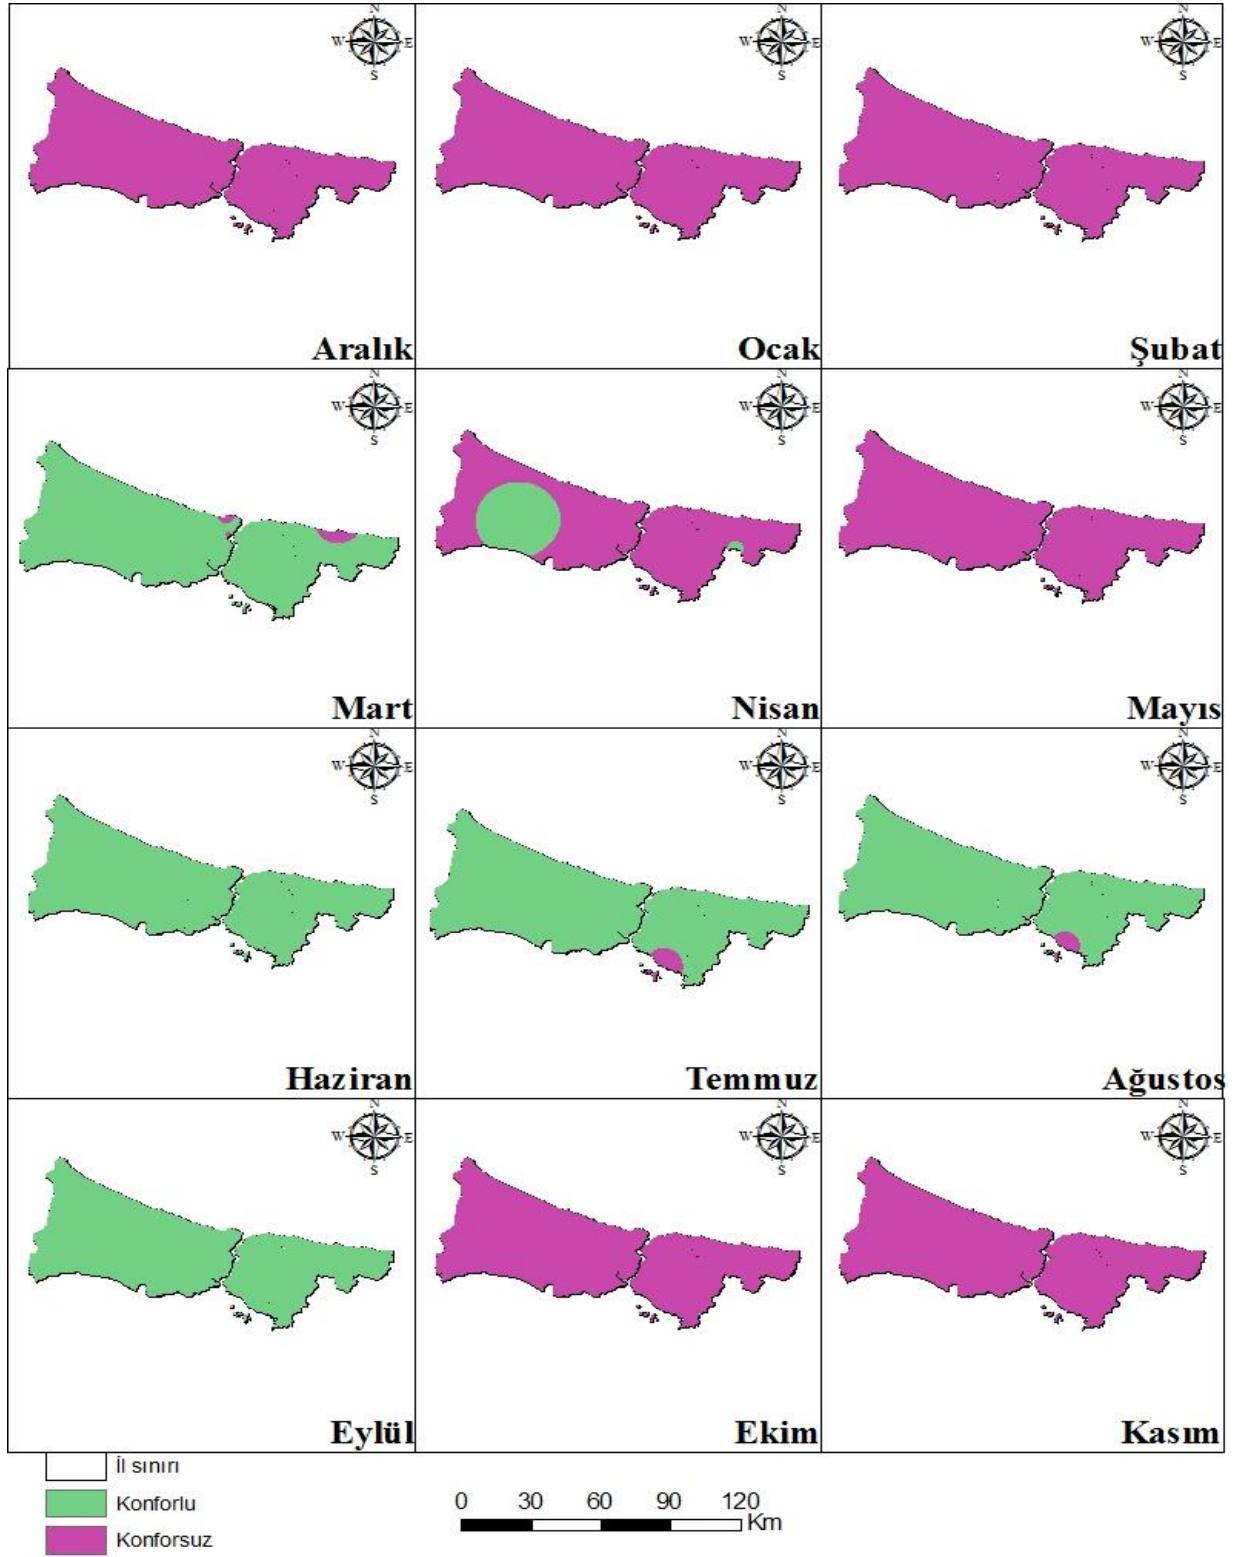 N
W E
S
N
W E
S
N
W E
S
Aralık
Ocak
Şubat
N
W E
S
N
W E
S
N
W E
S
Mart
Nisan
Mayıs
N
W E
S
N
W E
S
N
W E
S
Haziran
Temmuz
Ağustos
N
W E
S
N
W E
S
N
W E
S
Eylül
Ekim
Kasım
İl sınırı
Konforlu
Konforsuz
0 30 60 90 120
Km